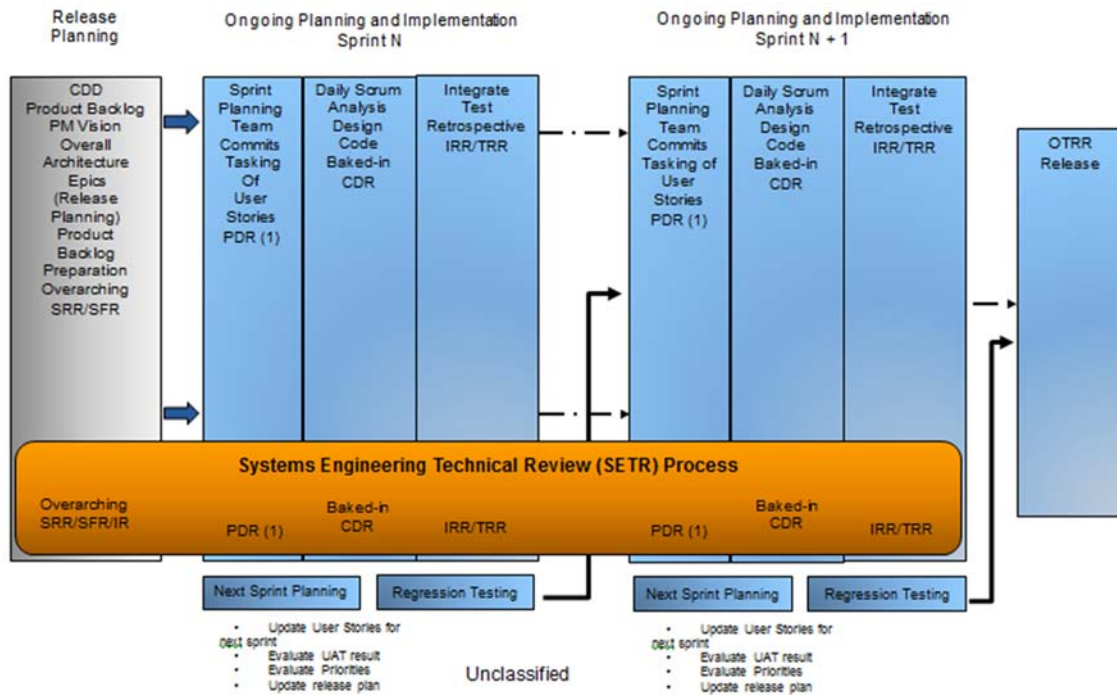 Release
Planning
Ongoing Planning and Implementation
Sprint N
Ongoing Planning and Implementation
Sprint N + 1
CDD
Product Backlog
PM Vision
Overall
Architecture
Epics
(Release
Planning)
Product
Backlog
Preparation
Overarching
SRR/SFR
Sprint
Planning
Team
Commits
Tasking
Of
User
Stories
PDR (1)
Daily Scrum
Analysis
Design
Code
Baked-in
CDR
Integrate
Test
Retrospective
IRR/TRR
Sprint
Planning
Team
Commits
Tasking of
User
Stories
PDR (1)
Daily Scrum
Analysis
Design
Code
Baked-in
CDR
Integrate
Test
Retrospective
IRR/TRR
OTRR
Release
Systems Engineering Technical Review (SETR) Process
Overarching
SRR/SFR/IR
PDR (1)
Baked-in
CDR
IRR/TRR
PDR (1)
Baked-in
CDR
IRR/TRR
Next Sprint Planning
Regression Testing
Next Sprint Planning
Regression Testing
• Update User Stories for
next sprint
• Evaluate UAT result
• Evaluate Priorities
• Update release plan
Unclassified
• Update User Stories for
next sprint
• Evaluate UAT result
• Evaluate Priorities
• Update release plan